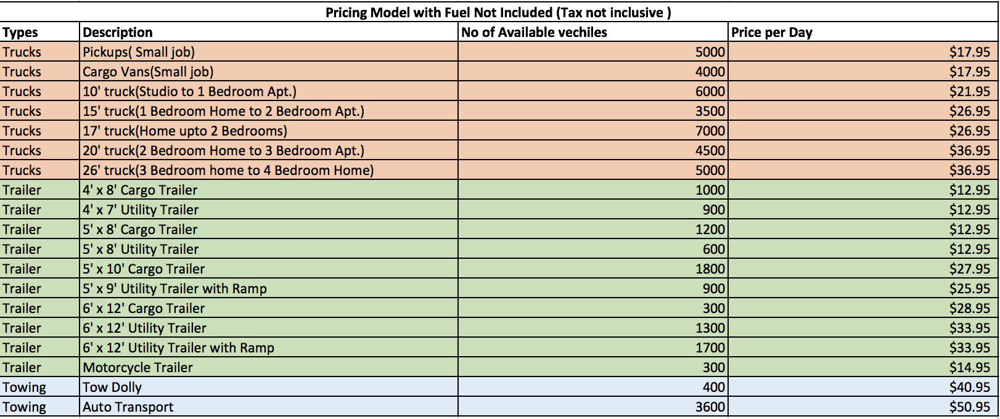 Pricing Model with Fuel Not Included (Tax not inclusive )
Types Description No of Available vechiles Price per Day
Trucks Pickups( Small job) 5000 $17.95
Trucks Cargo Vans(Small job) 4000 $17.95
Trucks 10' truck(Studio to 1 Bedroom Apt.) 6000 $21.95
Trucks 15' truck(1 Bedroom Home to 2 Bedroom Apt.) 3500 $26.95
Trucks 17' truck(Home upto 2 Bedrooms) 7000 $26.95
Trucks 20' truck(2 Bedroom Home to 3 Bedroom Apt.) 4500 $36.95
Trucks 26' truck(3 Bedroom home to 4 Bedroom Home) 5000 $36.95
Trailer 4' x 8' Cargo Trailer 1000 $12.95
Trailer 4' x 7' Utility Trailer 900 $12.95
Trailer 5' x 8' Cargo Trailer 1200 $12.95
Trailer 5' x 8' Utility Trailer 600 $12.95
Trailer 5' x 10' Cargo Trailer 1800 $27.95
Trailer 5' x 9' Utility Trailer with Ramp 900 $25.95
Trailer 6' x 12' Cargo Trailer 300 $28.95
Trailer 6' x 12' Utility Trailer 1300 $33.95
Trailer 6' x 12' Utility Trailer with Ramp 1700 $33.95
Trailer Motorcycle Trailer 300 $14.95
Towing Tow Dolly 400 $40.95
Towing Auto Transport 3600 $50.95